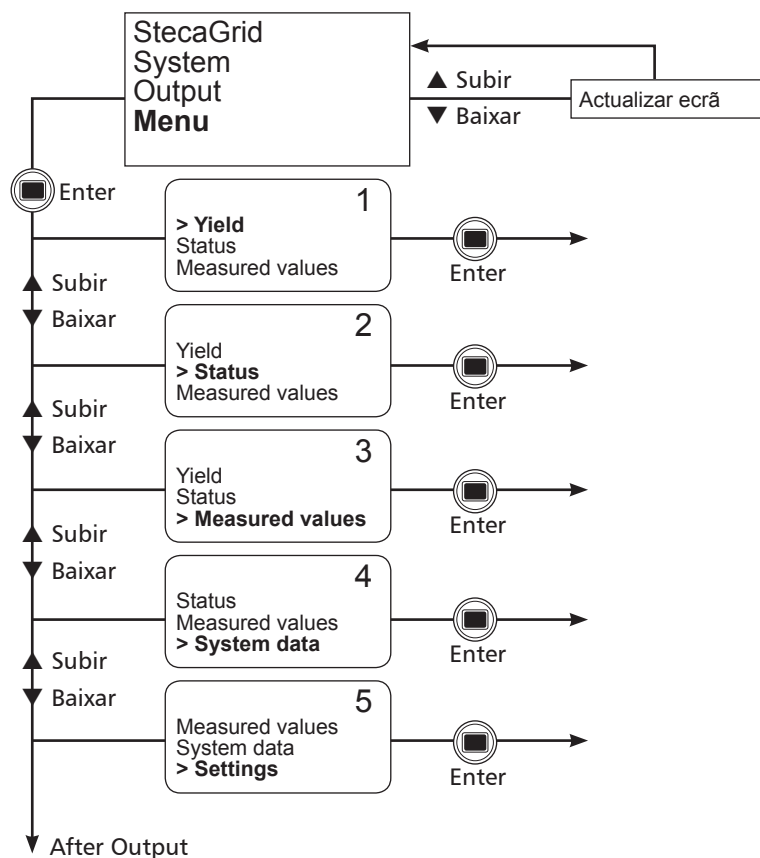 StecaGrid
System
Output
Menu
▲ Subir
▼ Baixar
Actualizar ecrã
Enter
1
> Yield
Status
Measured values
Enter
▲ Subir
▼ Baixar
2
Yield
> Status
Measured values
Enter
▲ Subir
▼ Baixar
3
Yield
Status
> Measured values
Enter
▲ Subir
▼ Baixar
4
Status
Measured values
> System data
Enter
▲ Subir
▼ Baixar
5
Measured values
System data
> Settings
Enter
After Output